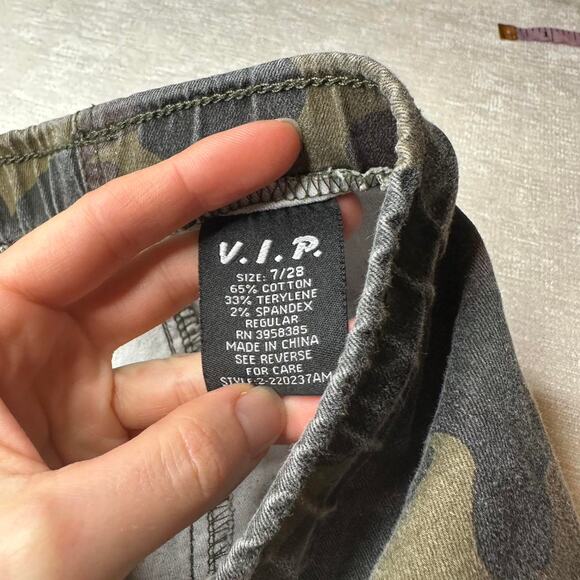 V.I.P.
SIZE: 7/28
65% COTTON
33% TERYLENE
2% SPANDEX
REGULAR
RN 3958385
MADE IN CHINA
SEE REVERSE
FOR CARE
STYLE:2-220237AM